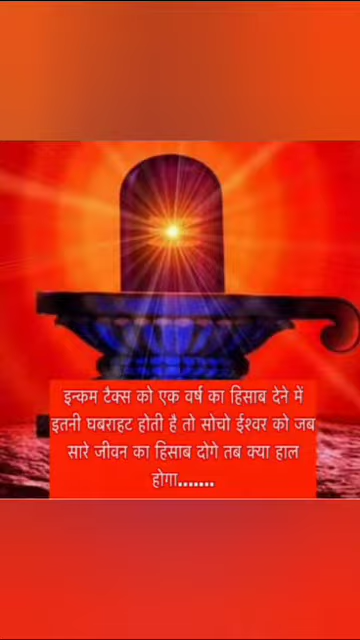 इन्कम टैक्स को एक वर्ष का हिसाब देने में
इतनी घबराहट होती है तो सोचो ईश्वर को जब
सारे जीवन का हिसाब दोगे तब क्या हाल
होगा.......